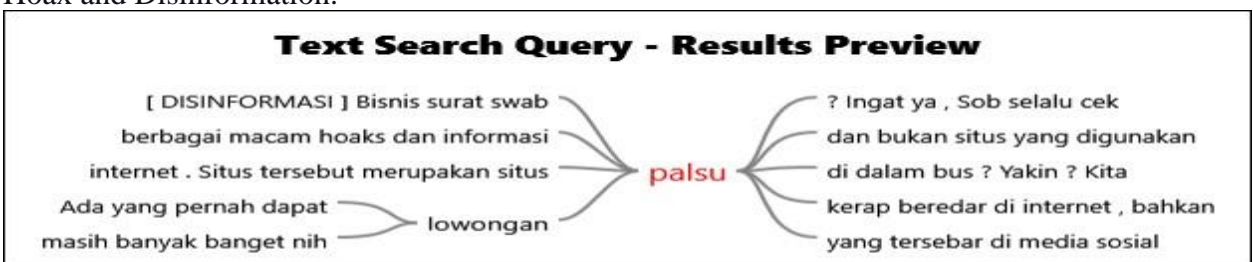 Hoax and Disinformation.
Text Search Query - Results Preview
[ DISINFORMASI ] Bisnis surat swab
berbagai macam hoaks dan informasi
internet . Situs tersebut merupakan situs
Ada yang pernah dapat
masih banyak banget nih
lowongan
palsu
? Ingat ya , Sob selalu cek
dan bukan situs yang digunakan
di dalam bus ? Yakin ? Kita
kerap beredar di internet , bahkan
yang tersebar di media sosial